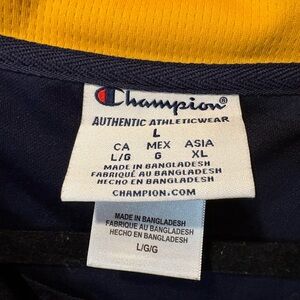 Champion®
AUTHENTIC ATHLETICWEAR
L
CA MEX ASIA
L/G G XL
MADE IN BANGLADESH
FABRIQUÉ AU BANGLADESH
HECHO EN BANGLADESH
CHAMPION.COM
MADE IN BANGLADESH
FABRIQUE AU BANGLADESH
HECHO EN BANGLADESH
L/G/G